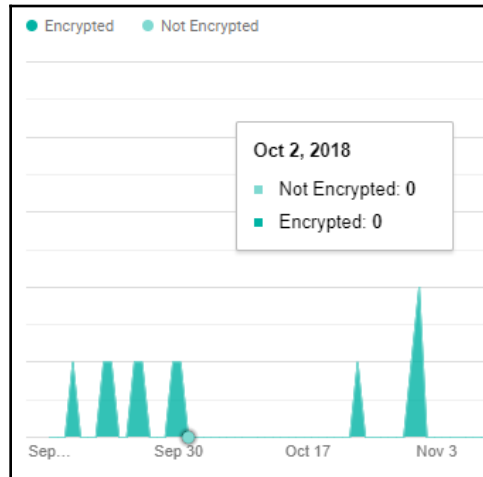 Encrypted Not Encrypted
Oct 2, 2018
Not Encrypted: 0
Encrypted: 0
Sep... Sep 30 Oct 17 Nov 3